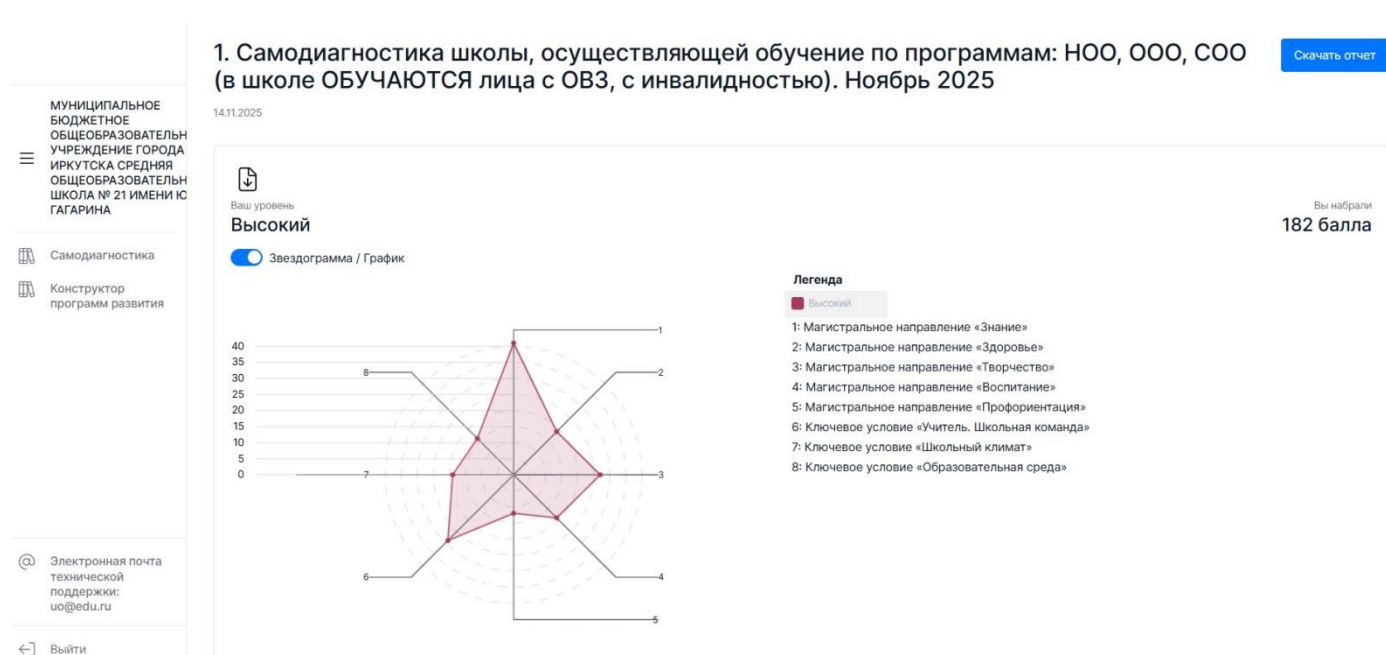 1. Самодиагностика школы, осуществляющей обучение по программам: НОО, ООО, СОО
(в школе ОБУЧАЮТСЯ лица с ОВЗ, с инвалидностью). Ноябрь 2025
Скачать отчет
14.11.2025
МУНИЦИПАЛЬНОЕ
БЮДЖЕТНОЕ
ОБЩЕОБРАЗОВАТЕЛЬН
УЧРЕЖДЕНИЕ ГОРОДА
ИРКУТСКА СРЕДНЯЯ
ОБЩЕОБРАЗОВАТЕЛЬН
ШКОЛА № 21 ИМЕНИ Ю
ГАГАРИНА
Самодиагностика
Конструктор
программ развития
Электронная почта
технической
поддержки:
uo@edu.ru
Выйти
Ваш уровень
Высокий
Вы набрали
182 балла
Звездограмма / График
40
35
30
25
20
15
10
5
0
1
2
3
4
5
6
7
8
Легенда
Высокий
1: Магистральное направление «Знание»
2: Магистральное направление «Здоровье»
3: Магистральное направление «Творчество»
4: Магистральное направление «Воспитание»
5: Магистральное направление «Профориентация»
6: Ключевое условие «Учитель. Школьная команда»
7: Ключевое условие «Школьный климат»
8: Ключевое условие «Образовательная среда»